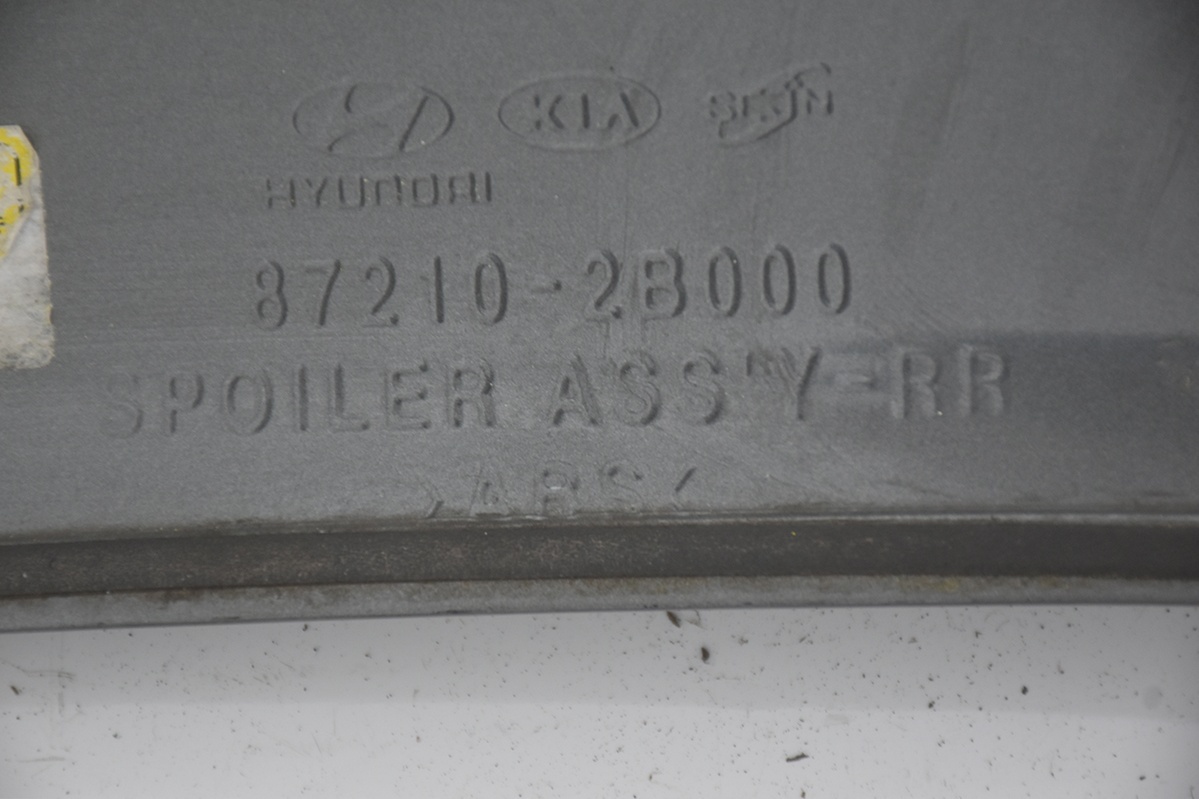 KIA
HYUNDAI
87210-2B000
SPOILER ASS'Y-RR
>ABS<